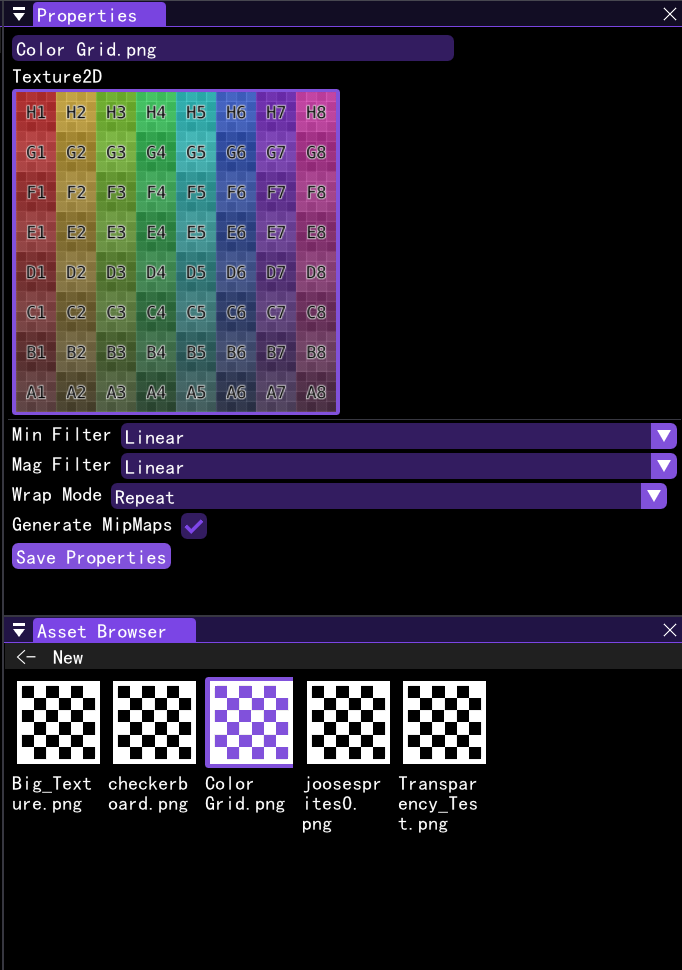 Properties
Color Grid.png
Texture2D
H1 H2 H3 H4 H5 H6 H7 H8
G1 G2 G3 G4 G5 G6 G7 G8
F1 F2 F3 F4 F5 F6 F7 F8
E1 E2 E3 E4 E5 E6 E7 E8
D1 D2 D3 D4 D5 D6 D7 D8
C1 C2 C3 C4 C5 C6 C7 C8
B1 B2 B3 B4 B5 B6 B7 B8
A1 A2 A3 A4 A5 A6 A7 A8
Min Filter Linear
Mag Filter Linear
Wrap Mode Repeat
Generate MipMaps
Save Properties
Asset Browser
New
Big_Text
ure.png
checkerb
oard.png
Color
Grid.png
joosespr
ites0.
png
Transpar
ency_Tes
t.png